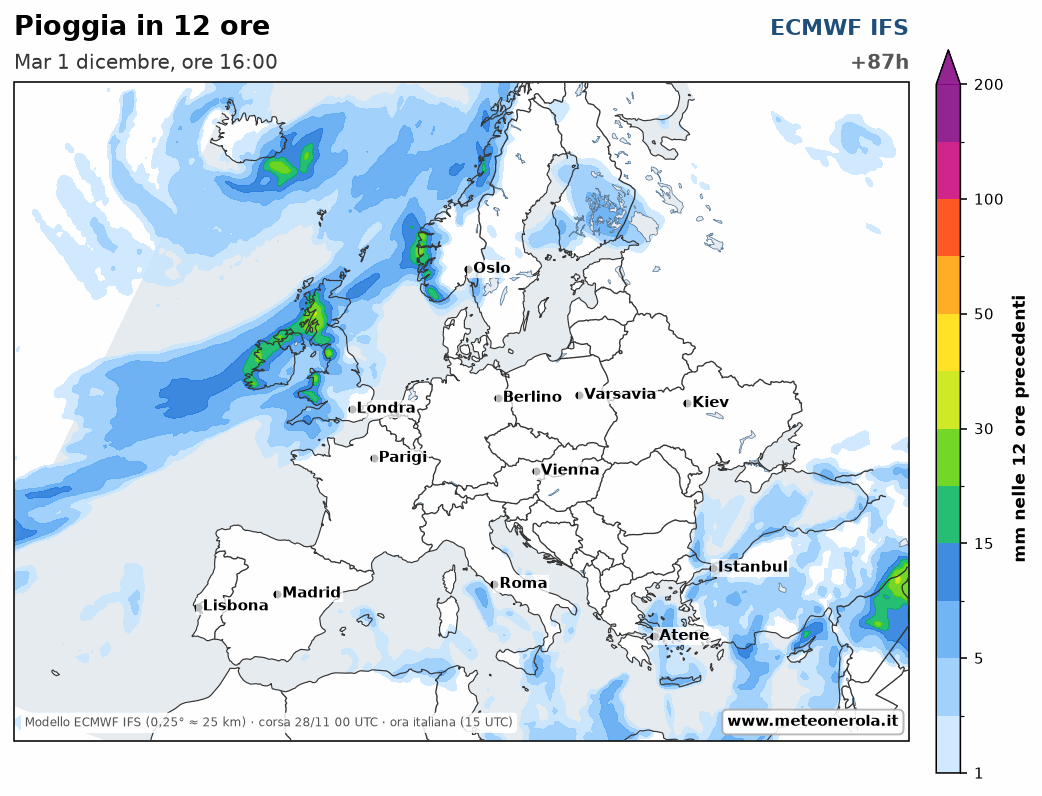 Pioggia in 12 ore
ECMWF IFS
Mar 1 dicembre, ore 16:00
+87h
200
100
50
30
15
5
1
mm nelle 12 ore precedenti
Oslo
Berlino
Varsavia
Kiev
Londra
Parigi
Vienna
Istanbul
Roma
Madrid
Lisbona
Atene
Modello ECMWF IFS (0,25° ≈ 25 km) · corsa 28/11 00 UTC · ora italiana (15 UTC)
www.meteonerola.it